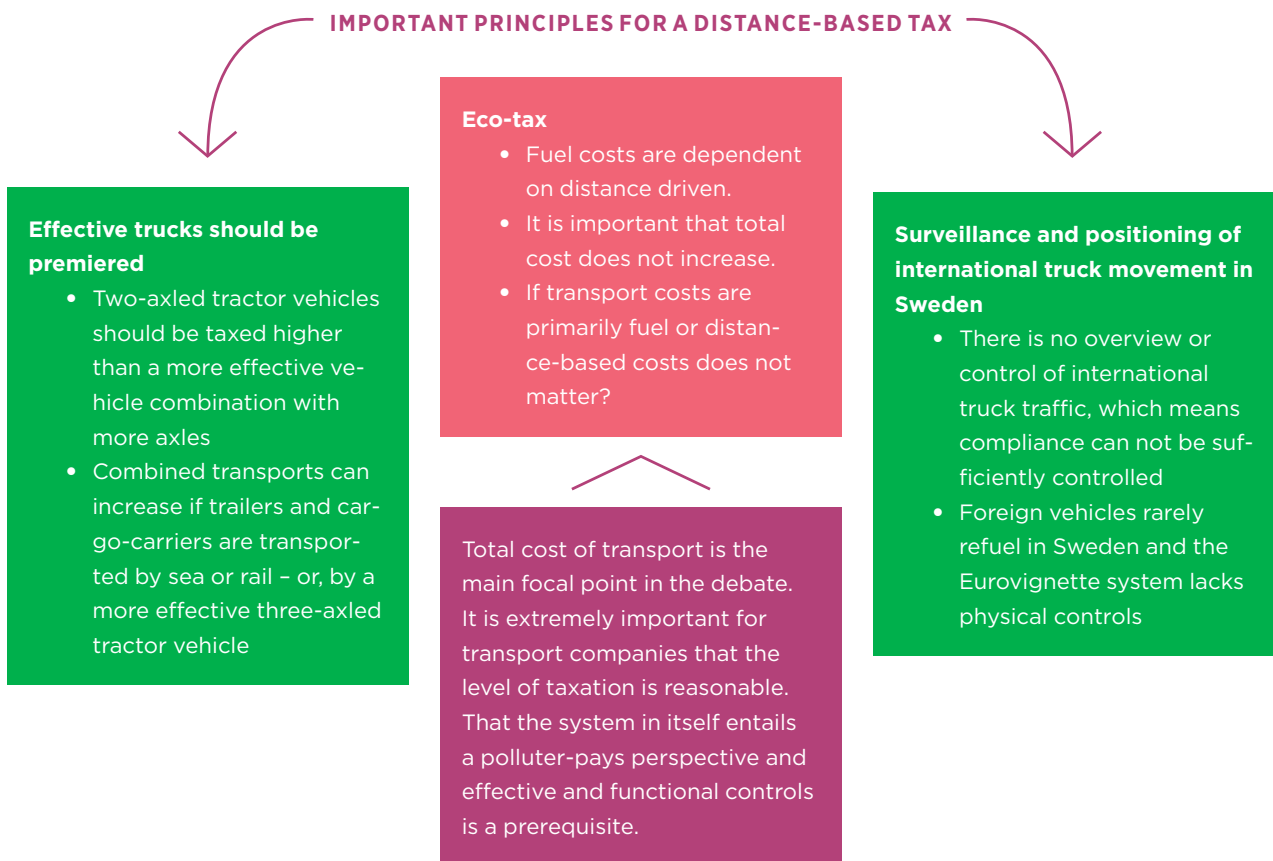 IMPORTANT PRINCIPLES FOR A DISTANCE-BASED TAX
Effective trucks should be
premiered
• Two-axled tractor vehicles
should be taxed higher
than a more effective ve-
hicle combination with
more axles
• Combined transports can
increase if trailers and car-
go-carriers are transpor-
ted by sea or rail – or, by a
more effective three-axled
tractor vehicle
Eco-tax
• Fuel costs are dependent
on distance driven.
• It is important that total
cost does not increase.
• If transport costs are
primarily fuel or distan-
ce-based costs does not
matter?
Total cost of transport is the
main focal point in the debate.
It is extremely important for
transport companies that the
level of taxation is reasonable.
That the system in itself entails
a polluter-pays perspective and
effective and functional controls
is a prerequisite.
Surveillance and positioning of
international truck movement in
Sweden
• There is no overview or
control of international
truck traffic, which means
compliance can not be suf-
ficiently controlled
• Foreign vehicles rarely
refuel in Sweden and the
Eurovignette system lacks
physical controls